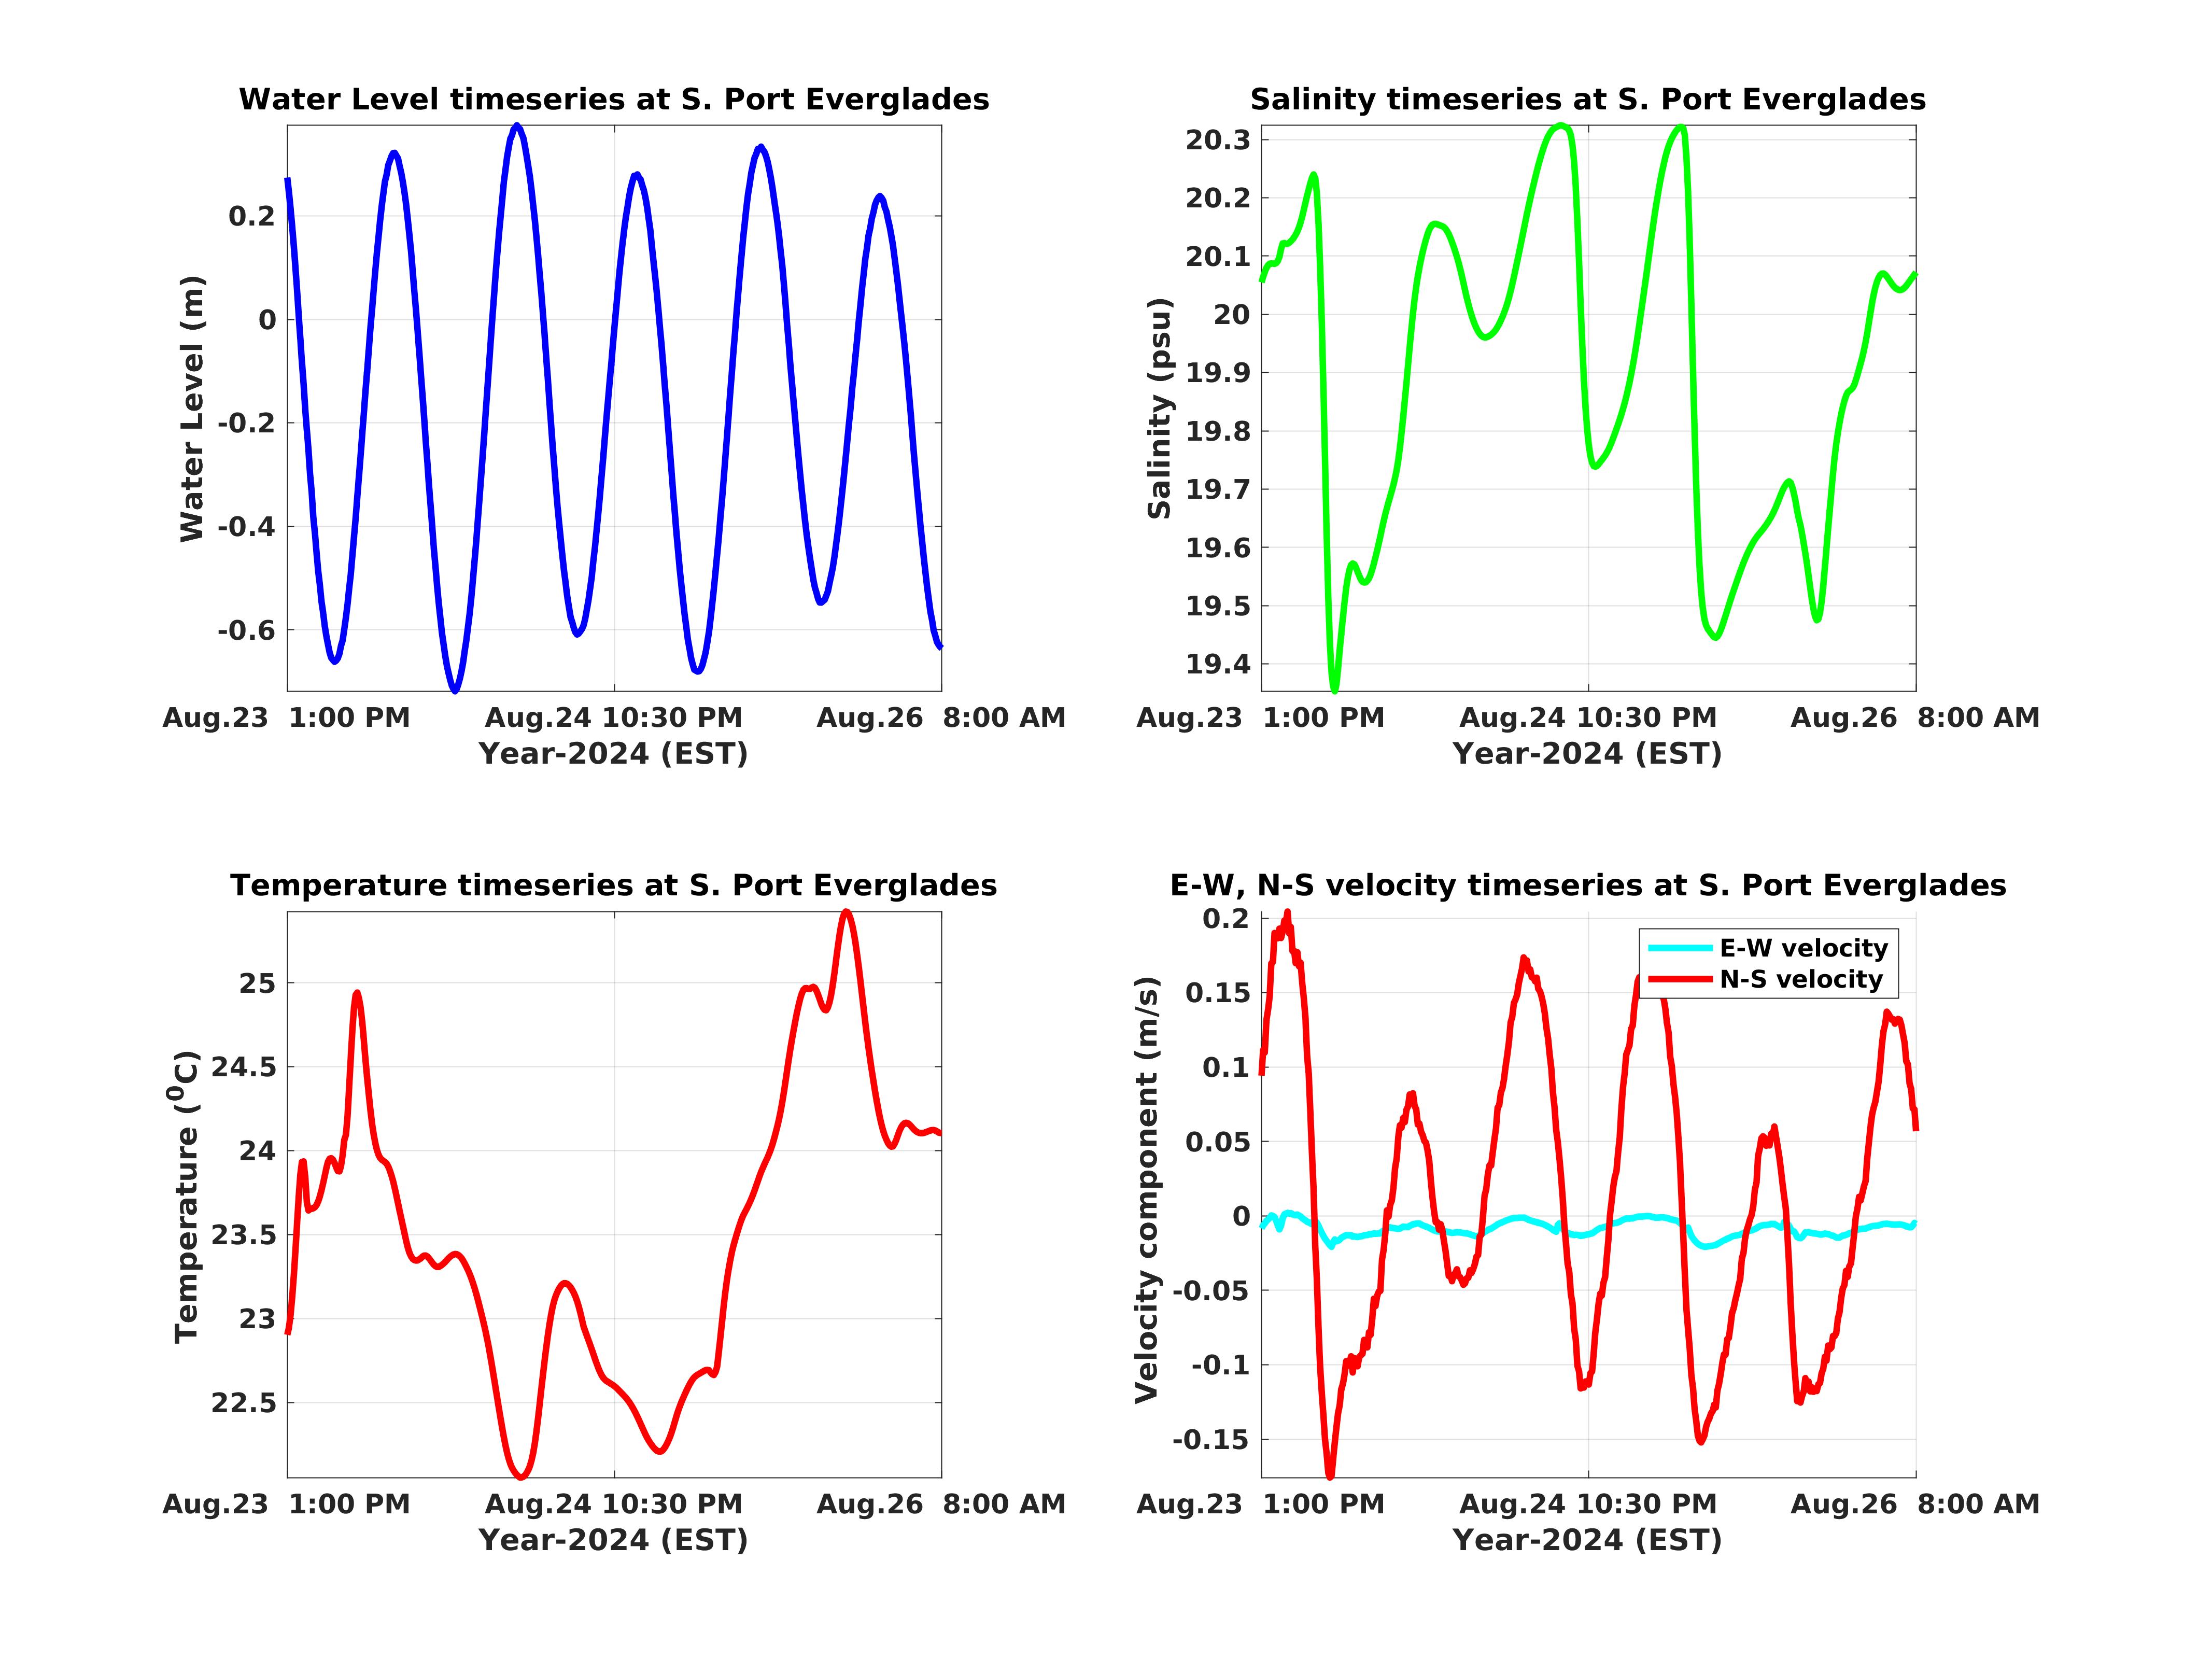 Water Level timeseries at S. Port Everglades
Water Level (m)
0.2
0
-0.2
-0.4
-0.6
Aug.23 1:00 PM
Aug.24 10:30 PM
Aug.26 8:00 AM
Year-2024 (EST)
Salinity timeseries at S. Port Everglades
Salinity (psu)
20.3
20.2
20.1
20
19.9
19.8
19.7
19.6
19.5
19.4
Aug.23 1:00 PM
Aug.24 10:30 PM
Aug.26 8:00 AM
Year-2024 (EST)
Temperature timeseries at S. Port Everglades
Temperature (⁰C)
25
24.5
24
23.5
23
22.5
Aug.23 1:00 PM
Aug.24 10:30 PM
Aug.26 8:00 AM
Year-2024 (EST)
E-W, N-S velocity timeseries at S. Port Everglades
Velocity component (m/s)
0.2
0.15
0.1
0.05
0
-0.05
-0.1
-0.15
E-W velocity
N-S velocity
Aug.23 1:00 PM
Aug.24 10:30 PM
Aug.26 8:00 AM
Year-2024 (EST)